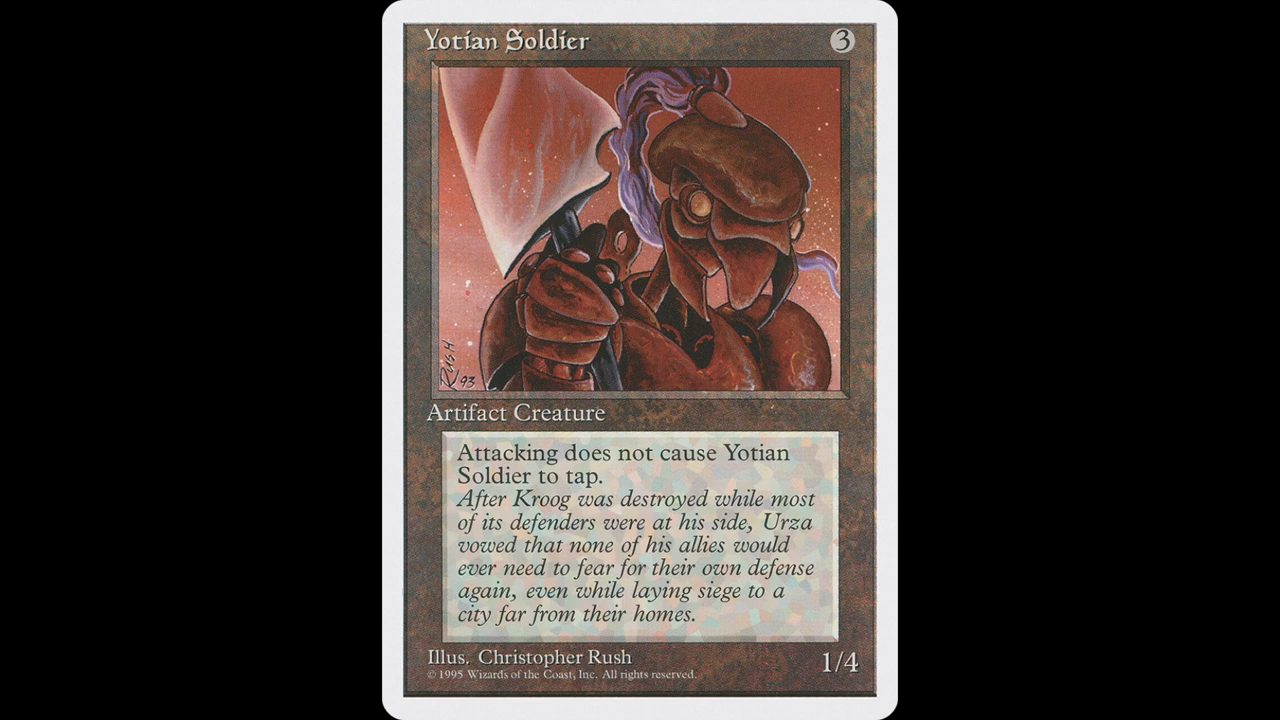 Yotian Soldier 3
RUSH 93
Artifact Creature
Attacking does not cause Yotian
Soldier to tap.
After Kroog was destroyed while most
of its defenders were at his side, Urza
vowed that none of his allies would
ever need to fear for their own defense
again, even while laying siege to a
city far from their homes.
Illus. Christopher Rush
1/4
© 1995 Wizards of the Coast, Inc. All rights reserved.